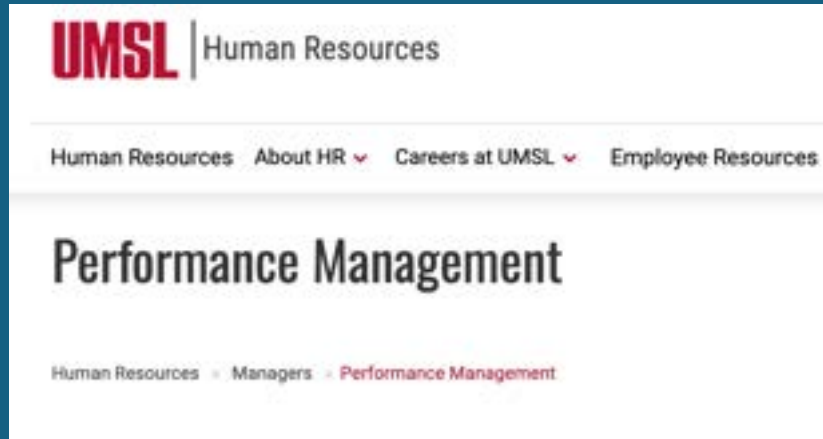 UMSL | Human Resources
Human Resources About HR Careers at UMSL Employee Resources
Performance Management
Human Resources Managers Performance Management